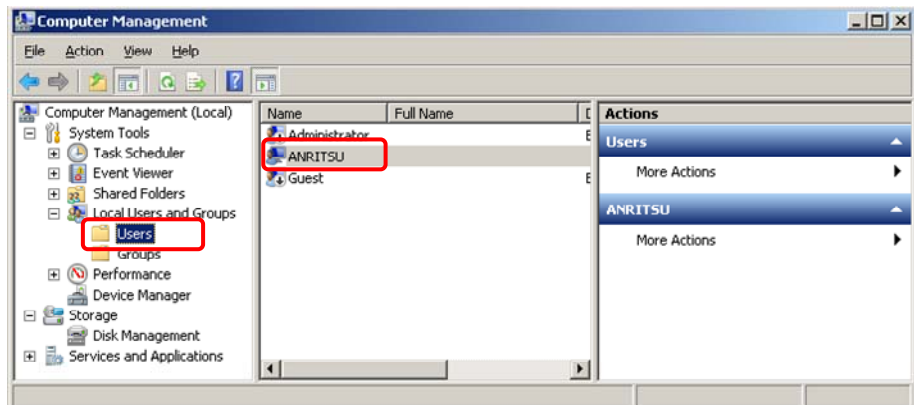 Computer Management
File Action View Help
Computer Management (Local)
System Tools
Task Scheduler
Event Viewer
Shared Folders
Local Users and Groups
Users
Groups
Performance
Device Manager
Storage
Disk Management
Services and Applications
Name Full Name
Administrator
ANRITSU
Guest
Actions
Users
More Actions
ANRITSU
More Actions